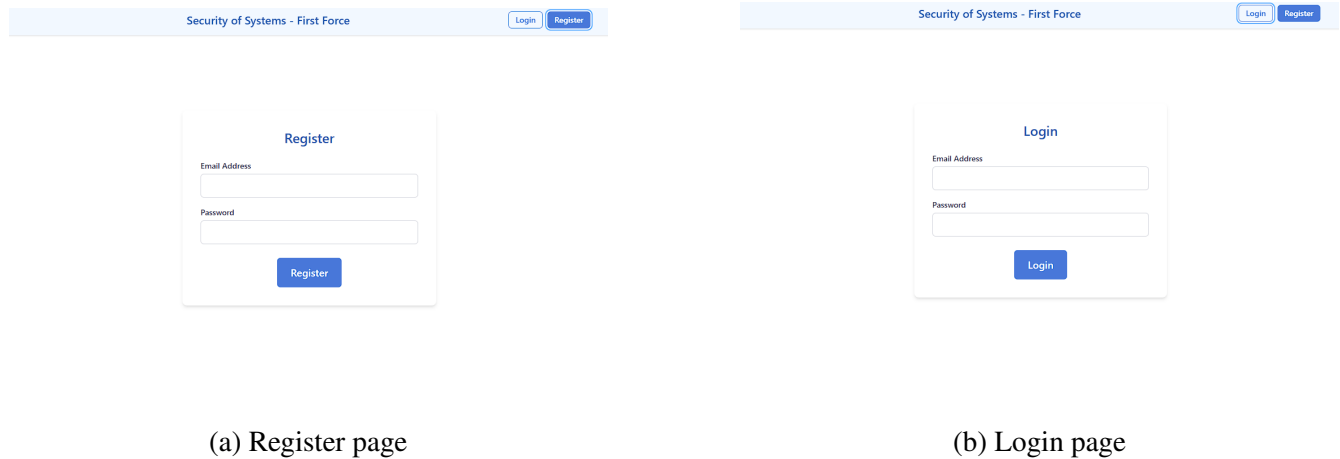 Security of Systems - First Force
Login
Register
Register
Email Address
Password
Register
(a) Register page
Security of Systems - First Force
Login
Register
Login
Email Address
Password
Login
(b) Login page